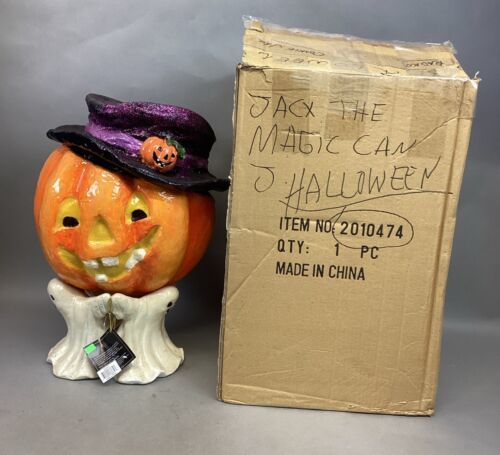 JACK THE
MAGIC CAN
J HALLOWEEN
ITEM NO: 2010474
QTY: 1 PC
MADE IN CHINA